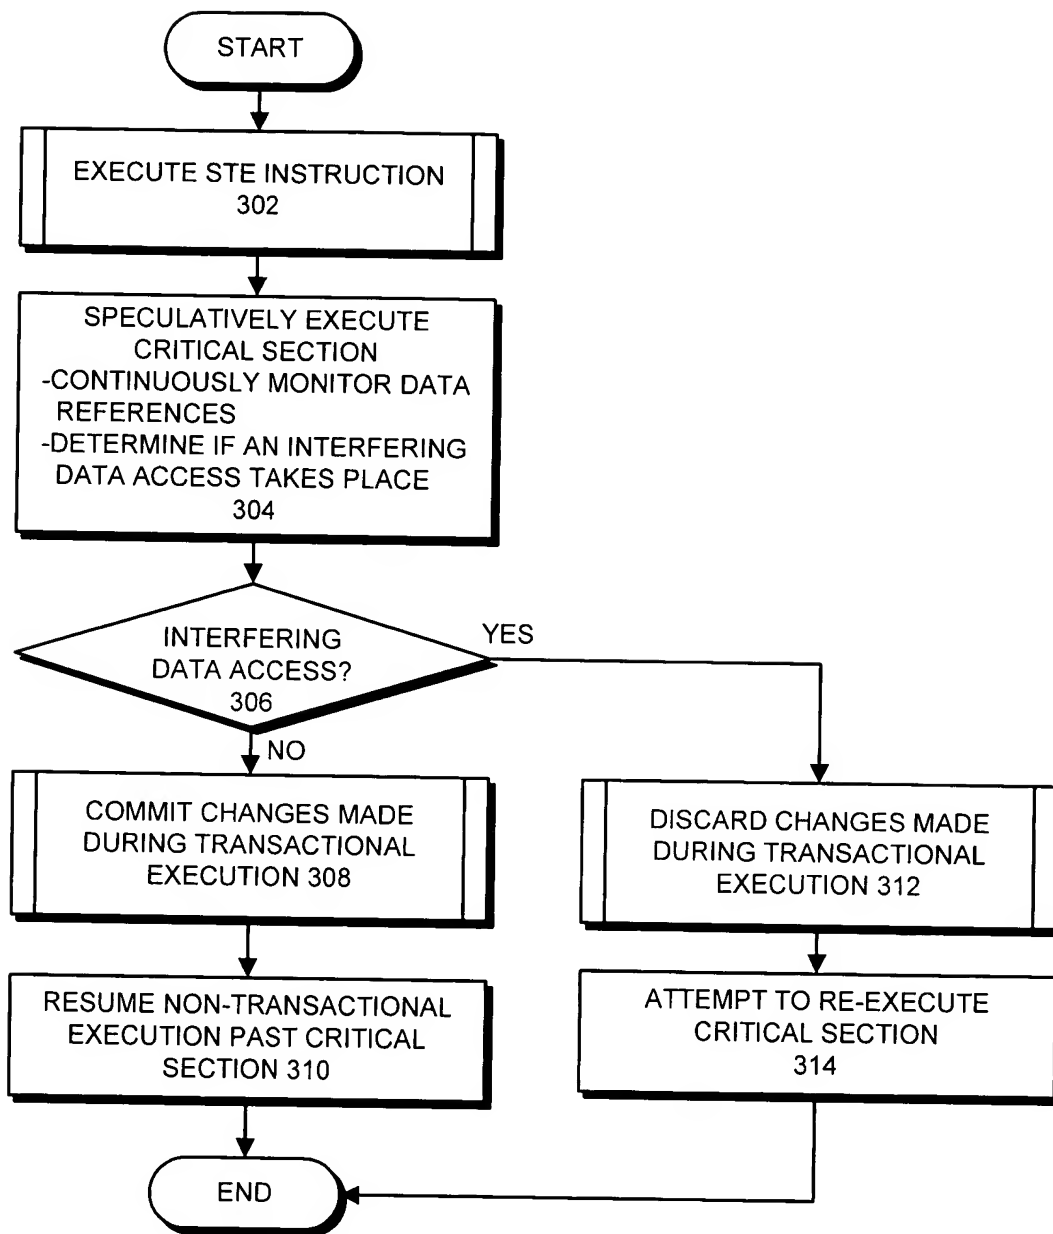 START
EXECUTE STE INSTRUCTION
302
SPECULATIVELY EXECUTE
CRITICAL SECTION
-CONTINUOUSLY MONITOR DATA
REFERENCES
-DETERMINE IF AN INTERFERING
DATA ACCESS TAKES PLACE
304
INTERFERING
DATA ACCESS?
306
YES
NO
COMMIT CHANGES MADE
DURING TRANSACTIONAL
EXECUTION 308
DISCARD CHANGES MADE
DURING TRANSACTIONAL
EXECUTION 312
RESUME NON-TRANSACTIONAL
EXECUTION PAST CRITICAL
SECTION 310
ATTEMPT TO RE-EXECUTE
CRITICAL SECTION
314
END